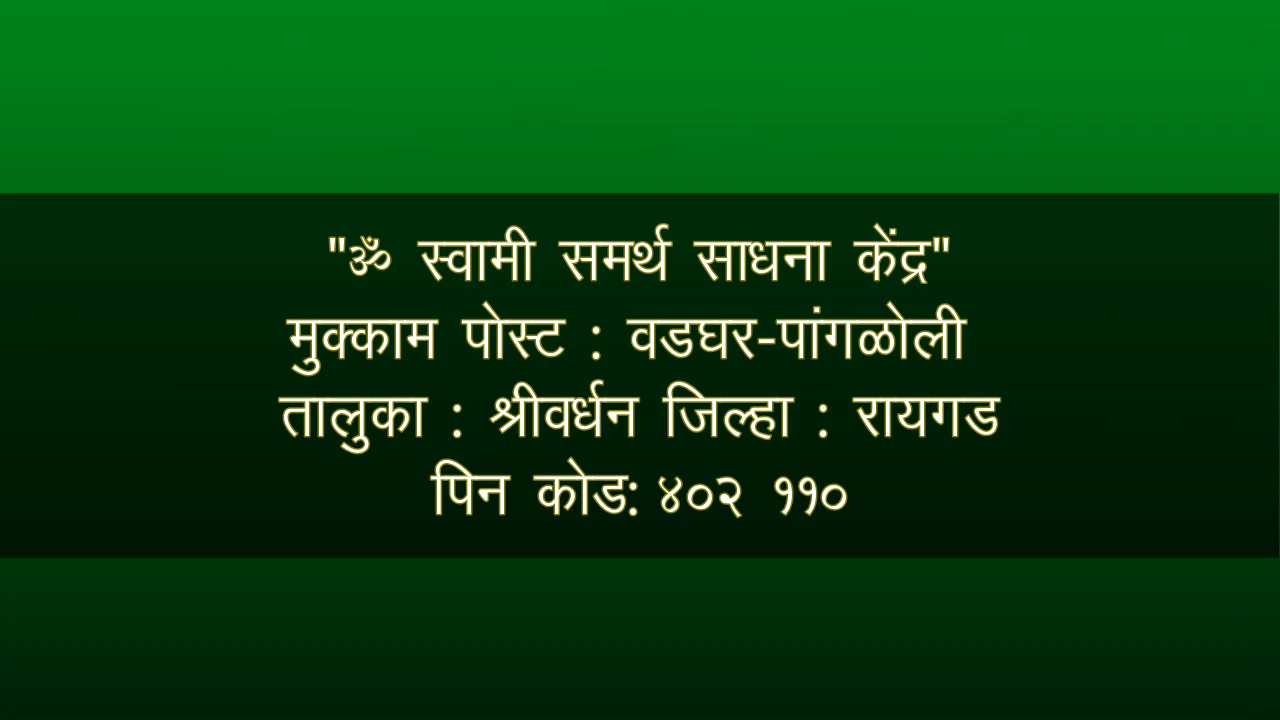 "ॐ स्वामी समर्थ साधना केंद्र"
मुक्काम पोस्ट : वडघर-पांगळोली
तालुका : श्रीवर्धन जिल्हा : रायगड
पिन कोड: ४०२ ११०